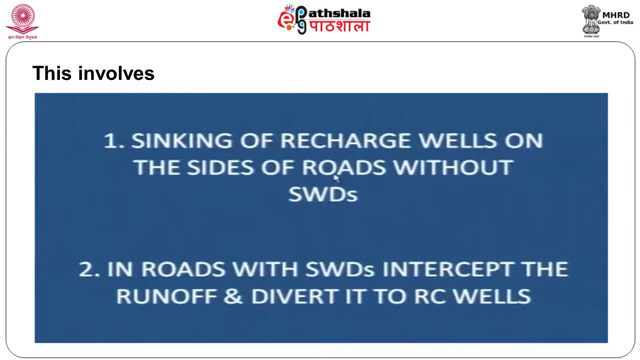 Pathshala
पाठशाला
MHRD
Govt. of India
This involves
1. SINKING OF RECHARGE WELLS ON
THE SIDES OF ROADS WITHOUT
SWDs
2. IN ROADS WITH SWDs INTERCEPT THE
RUNOFF & DIVERT IT TO RC WELLS